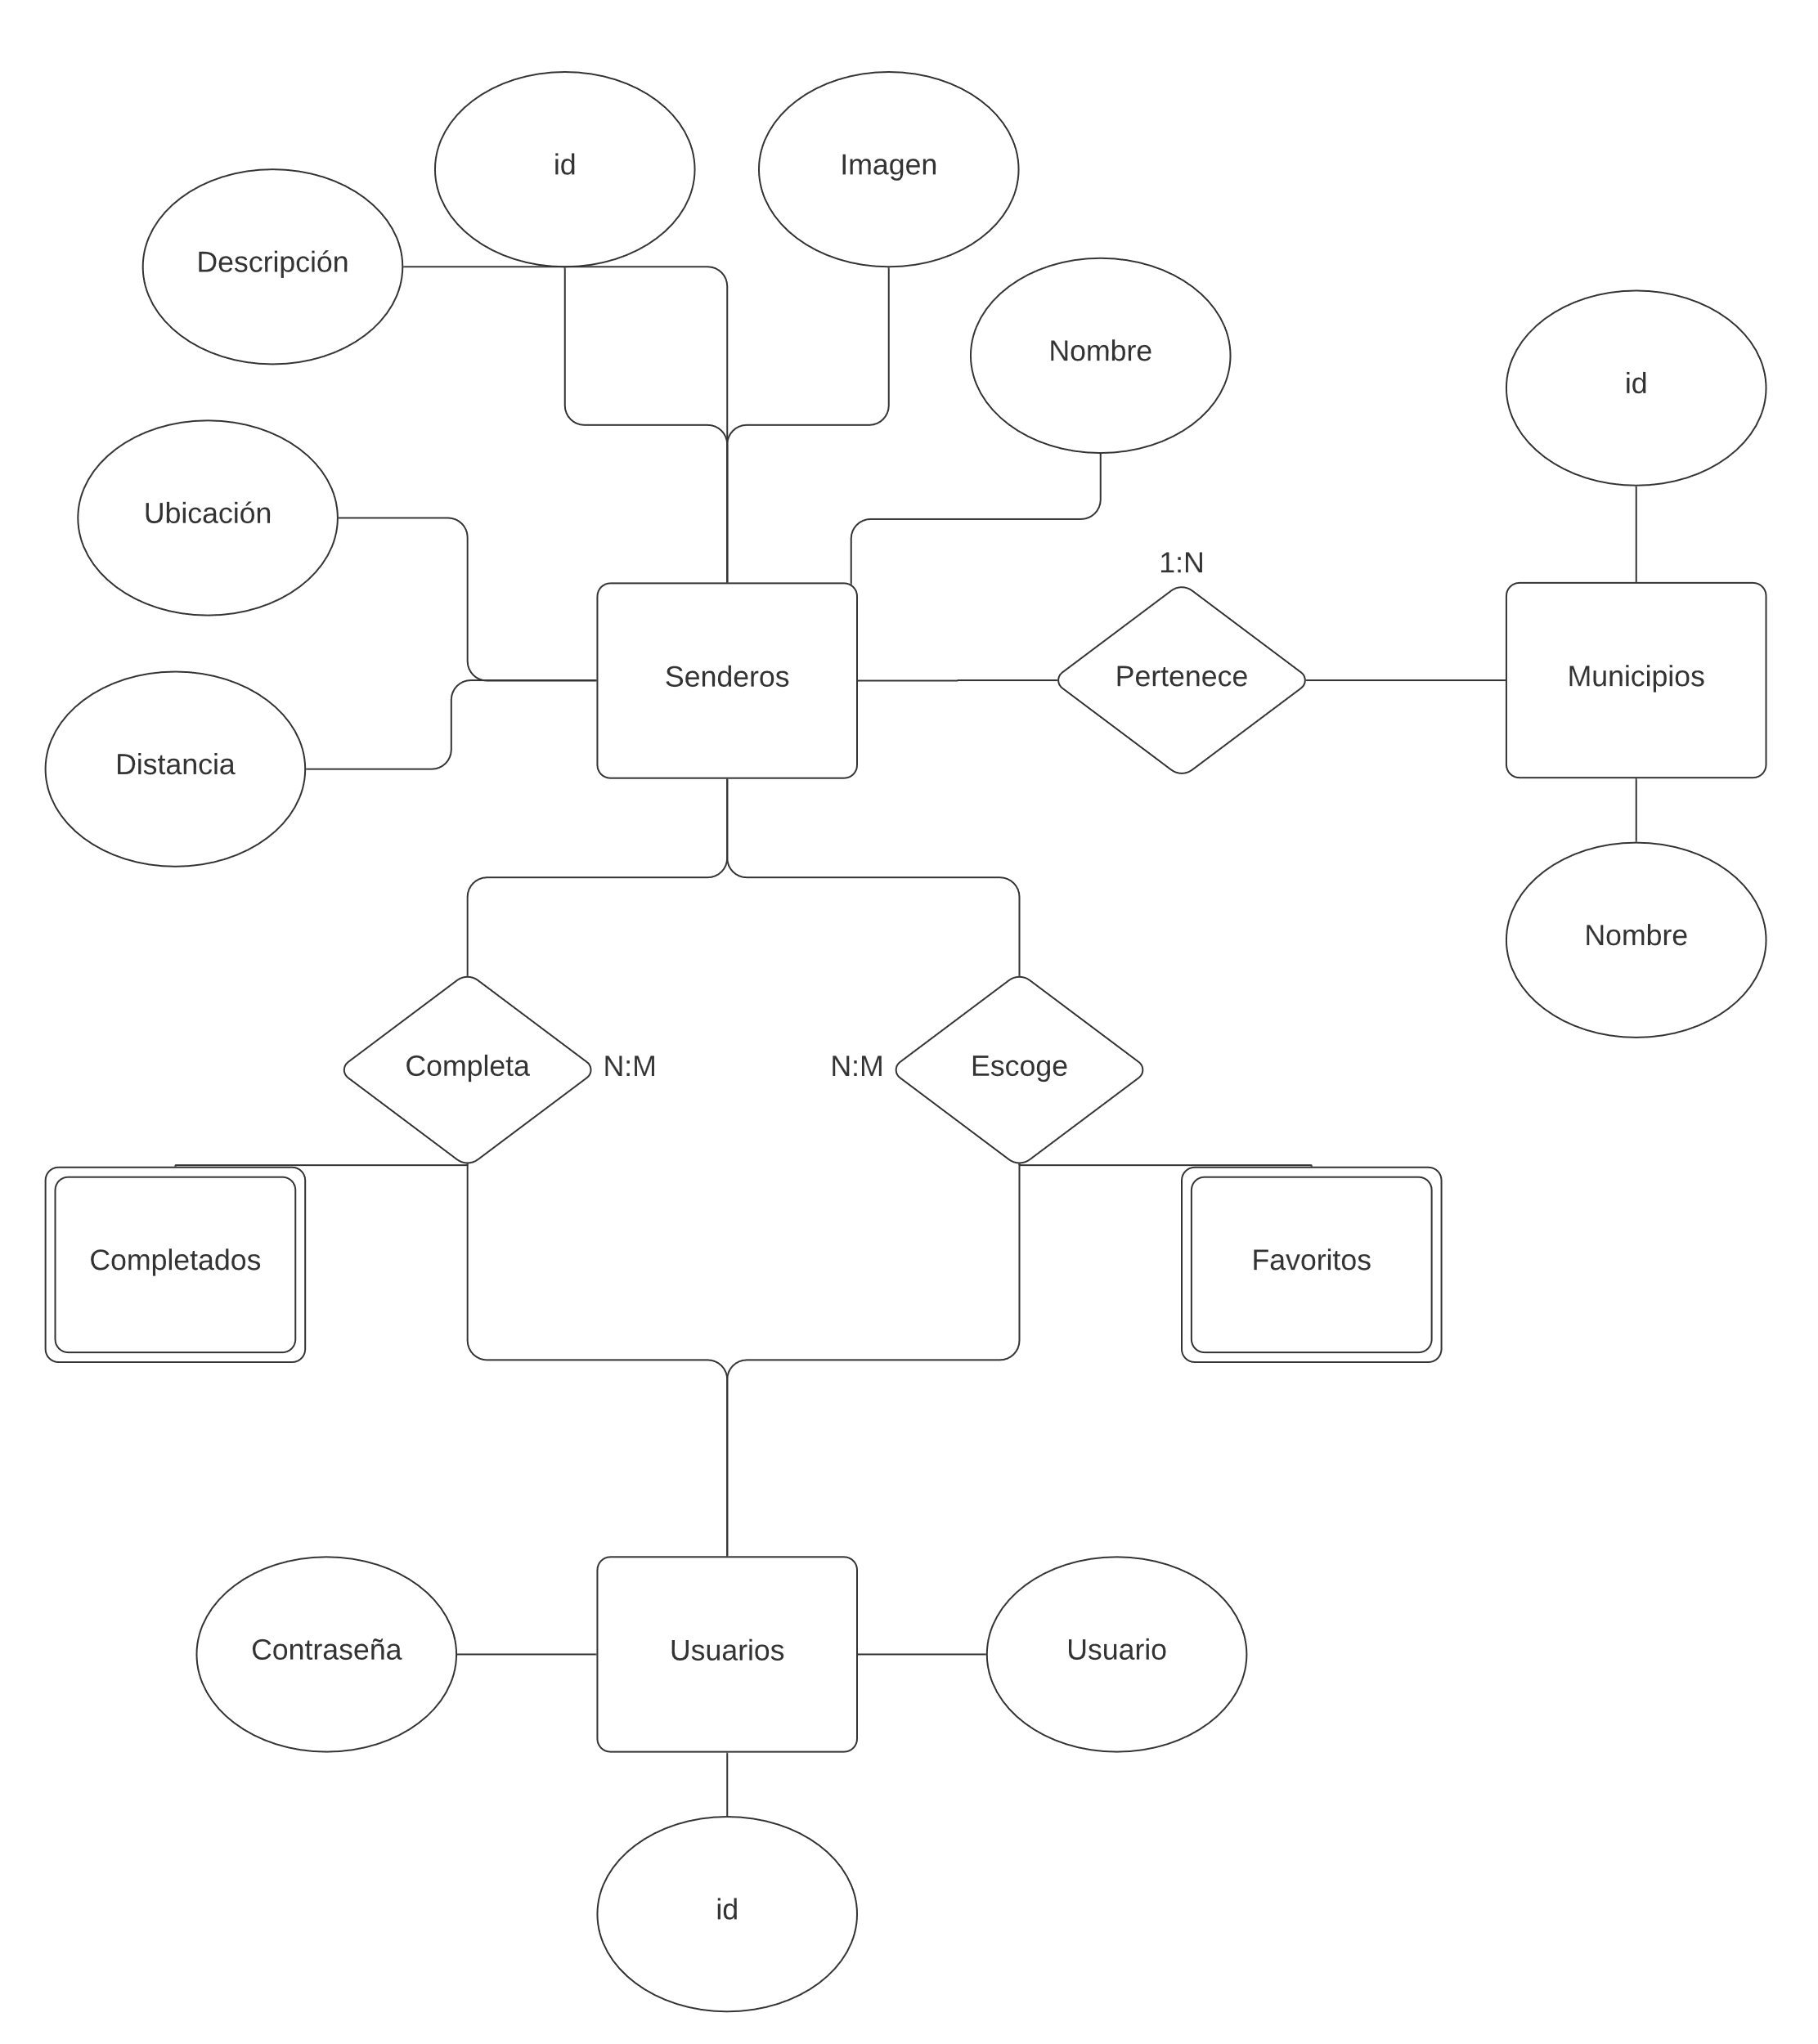 id
Imagen
Descripción
Nombre
id
Ubicación
1:N
Senderos
Pertenece
Municipios
Distancia
Nombre
Completa
N:M
N:M
Escoge
Completados
Favoritos
Contraseña
Usuarios
Usuario
id